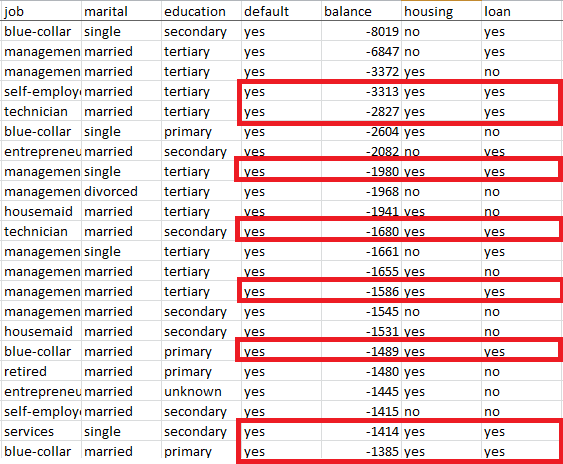 job marital education default balance housing loan
blue-collar single secondary yes -8019 no yes
managemen married tertiary yes -6847 no yes
managemen married tertiary yes -3372 yes no
self-employe married tertiary yes -3313 yes yes
technician married tertiary yes -2827 yes yes
blue-collar single primary yes -2604 yes no
entrepreneu married secondary yes -2082 no yes
managemen single tertiary yes -1980 yes yes
managemen divorced tertiary yes -1968 no no
housemaid married tertiary yes -1941 yes no
technician married secondary yes -1680 yes yes
managemen single tertiary yes -1661 no yes
managemen married tertiary yes -1655 yes no
managemen married tertiary yes -1586 yes yes
managemen married secondary yes -1545 no no
housemaid married secondary yes -1531 yes no
blue-collar married primary yes -1489 yes yes
retired married primary yes -1480 yes no
entrepreneu married unknown yes -1445 yes no
self-employe married secondary yes -1415 no no
services single secondary yes -1414 yes yes
blue-collar married primary yes -1385 yes yes